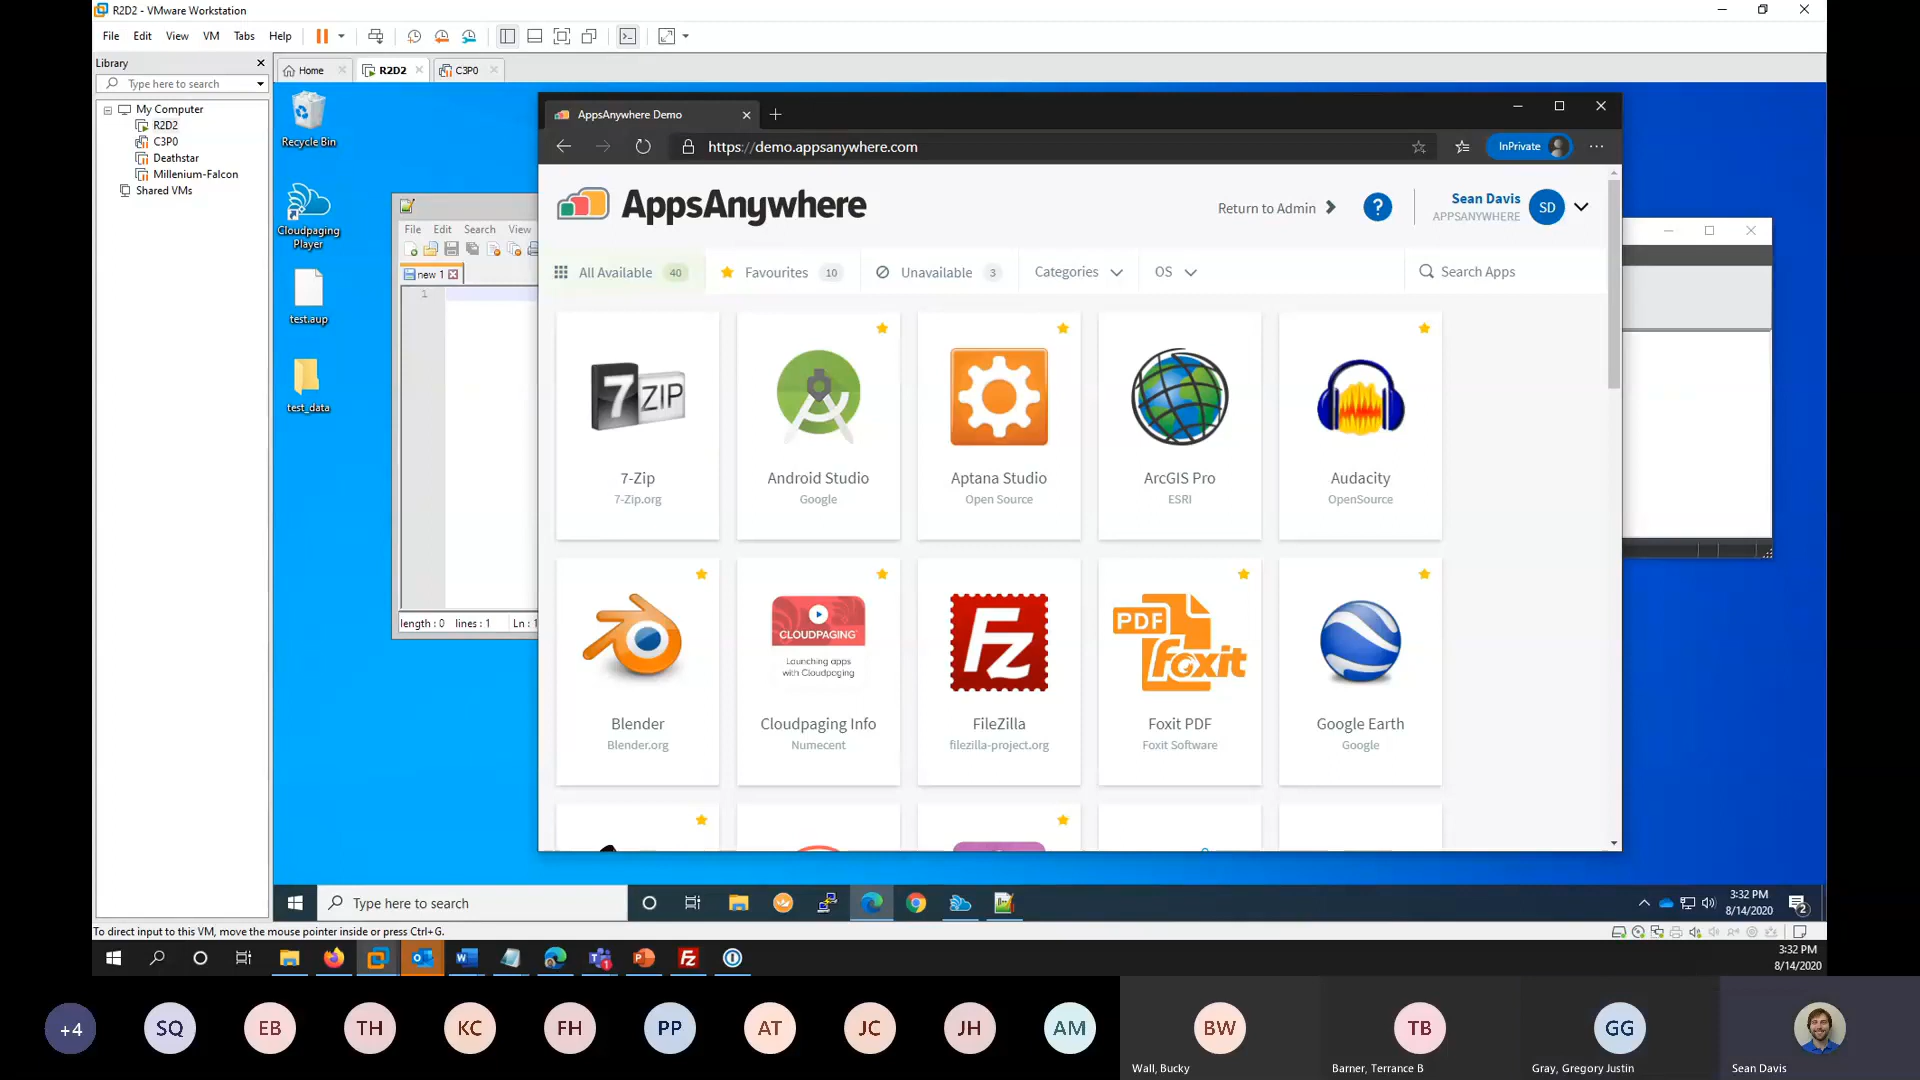 R2D2 - VMware Workstation
File Edit View VM Tabs Help
Library
Type here to search
My Computer
R2D2
C3P0
Deathstar
Millenium-Falcon
Shared VMs
Home
R2D2
C3P0
Recycle Bin
Cloudpaging
Player
test.aup
test_data
File Edit Search View
new 1
1
length : 0 lines : 1 Ln : 1
AppsAnywhere Demo
https://demo.appsanywhere.com
InPrivate
AppsAnywhere
Return to Admin
?
Sean Davis
APPSANYWHERE
SD
All Available 40
Favourites 10
Unavailable 3
Categories
OS
Search Apps
7 ZIP
7-Zip
7-Zip.org
Android Studio
Google
Aptana Studio
Open Source
ArcGIS Pro
ESRI
Audacity
OpenSource
Blender
Blender.org
CLOUDPAGING
Launching apps
with Cloudpaging
Cloudpaging Info
Numecent
Fz
FileZilla
filezilla-project.org
PDF
foxit
Foxit PDF
Foxit Software
Google Earth
Google
Type here to search
3:32 PM
8/14/2020
2
To direct input to this VM, move the mouse pointer inside or press Ctrl+G.
3:32 PM
8/14/2020
+4
SQ
EB
TH
KC
FH
PP
AT
JC
JH
AM
BW
Wall, Bucky
TB
Barner, Terrance B
GG
Gray, Gregory Justin
Sean Davis